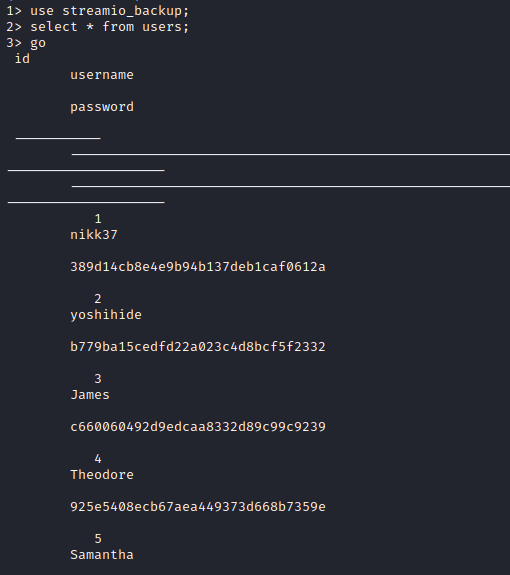 1> use streamio_backup;
2> select * from users;
3> go
id
username
password
1
nikk37
389d14cb8e4e9b94b137deb1caf0612a
2
yoshihide
b779ba15cedfd22a023c4d8bcf5f2332
3
James
c660060492d9edcaa8332d89c99c9239
4
Theodore
925e5408ecb67aea449373d668b7359e
5
Samantha